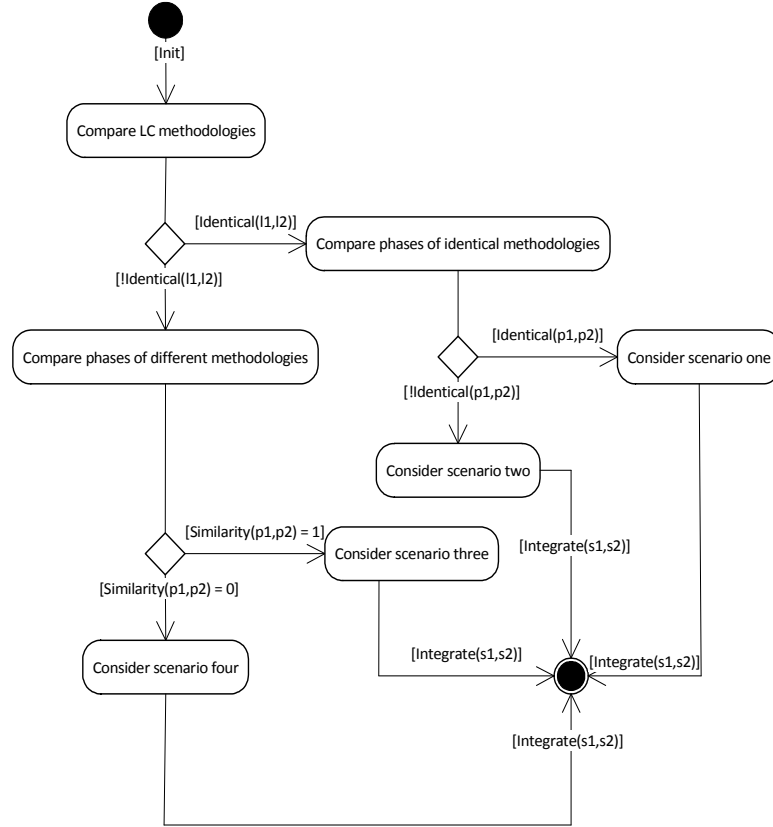 [Init]
Compare LC methodologies
[Identical(l1,l2)]
Compare phases of identical methodologies
[!Identical(l1,l2)]
Compare phases of different methodologies
[Identical(p1,p2)]
Consider scenario one
[!Identical(p1,p2)]
Consider scenario two
[Similarity(p1,p2) = 1]
Consider scenario three
[Integrate(s1,s2)]
[Similarity(p1,p2) = 0]
Consider scenario four
[Integrate(s1,s2)]
[Integrate(s1,s2)]
[Integrate(s1,s2)]